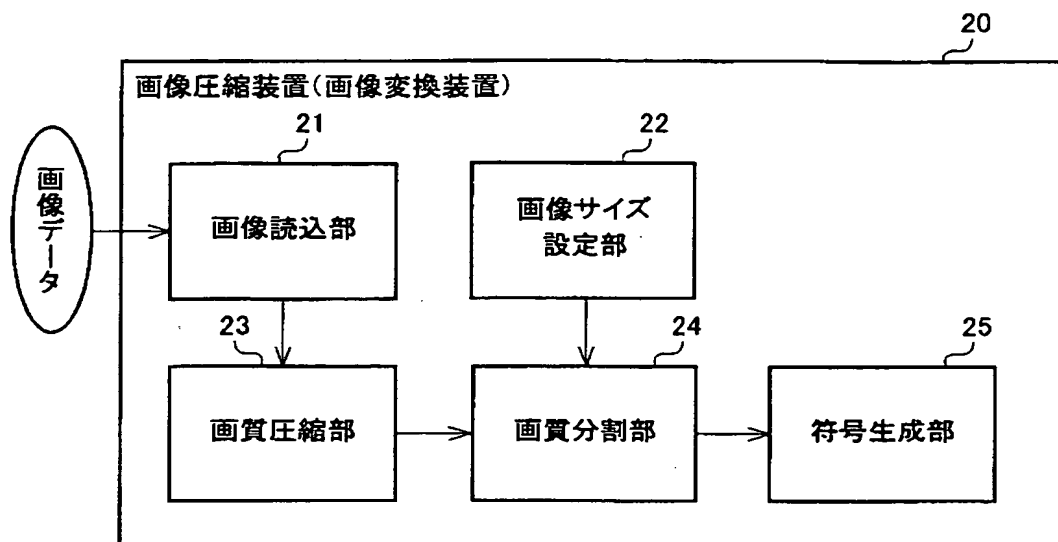 20
画像圧縮装置(画像変換装置)
21
22
画像データ
画像読込部
画像サイズ
設定部
23
24
25
画質圧縮部
画質分割部
符号生成部